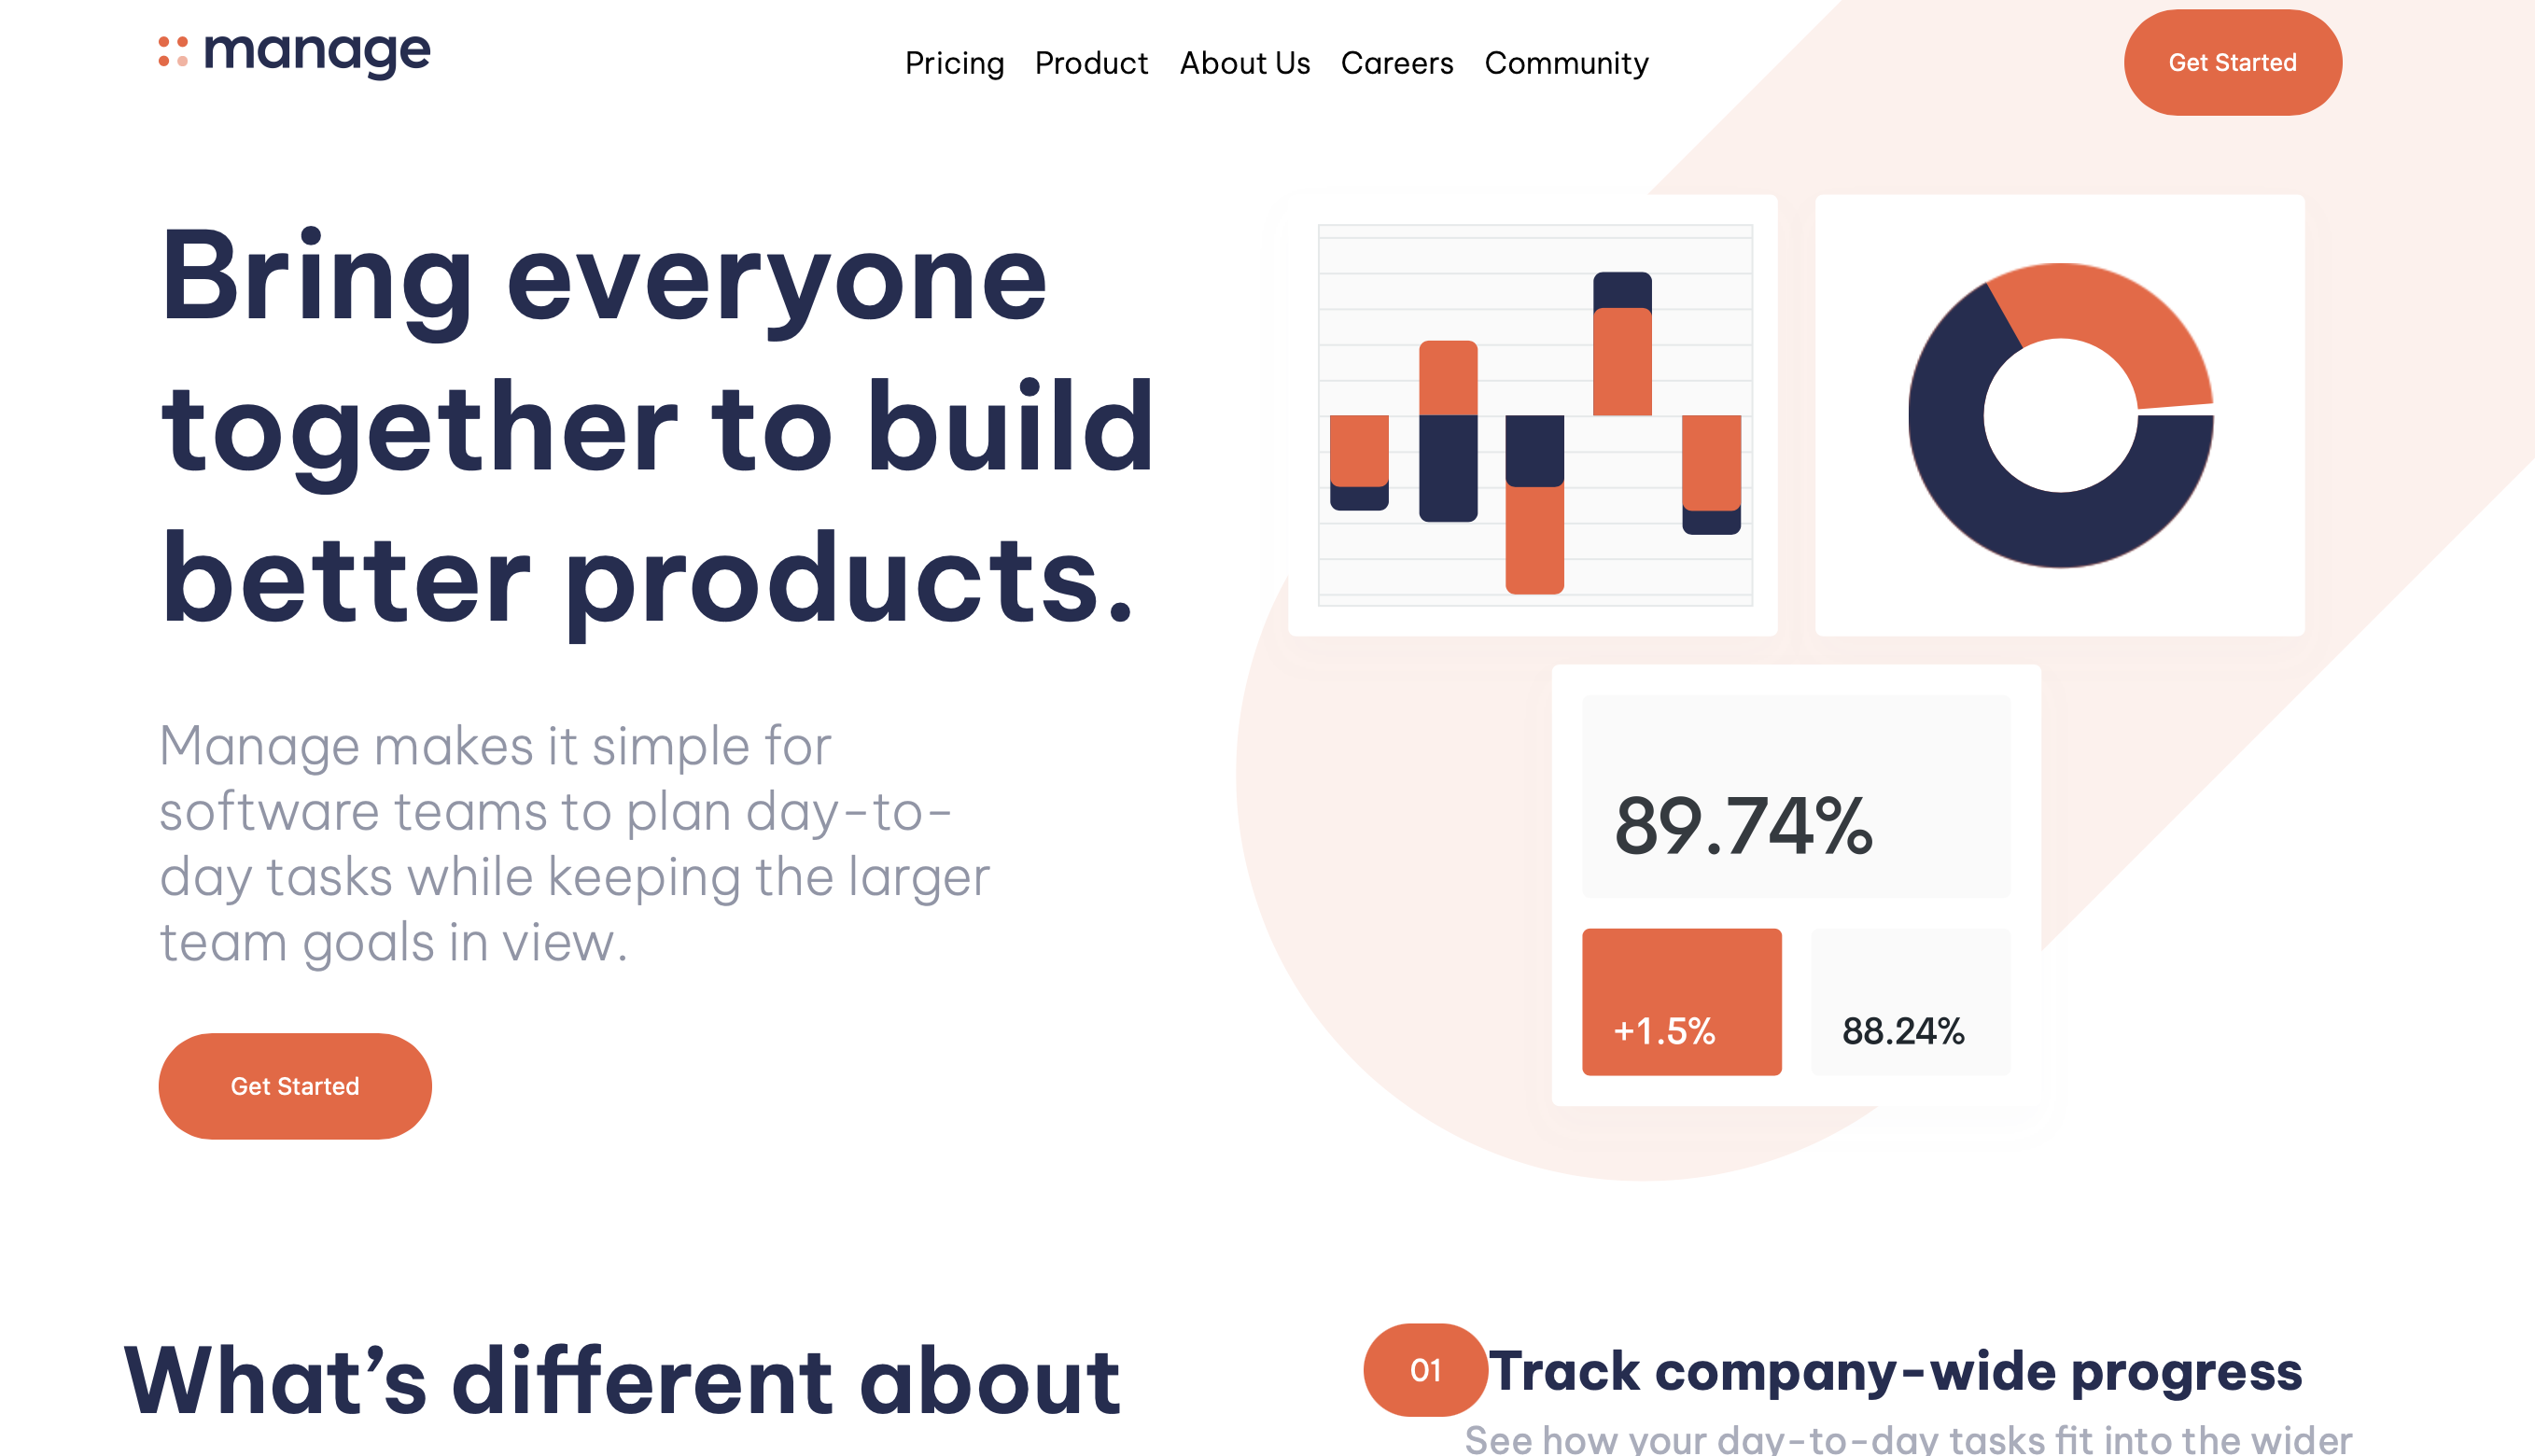 manage
Pricing Product About Us Careers Community
Get Started
Bring everyone
together to build
better products.
Manage makes it simple for
software teams to plan day-to-
day tasks while keeping the larger
team goals in view.
Get Started
89.74%
+1.5%
88.24%
What’s different about
01
Track company-wide progress
See how your day-to-day tasks fit into the wider